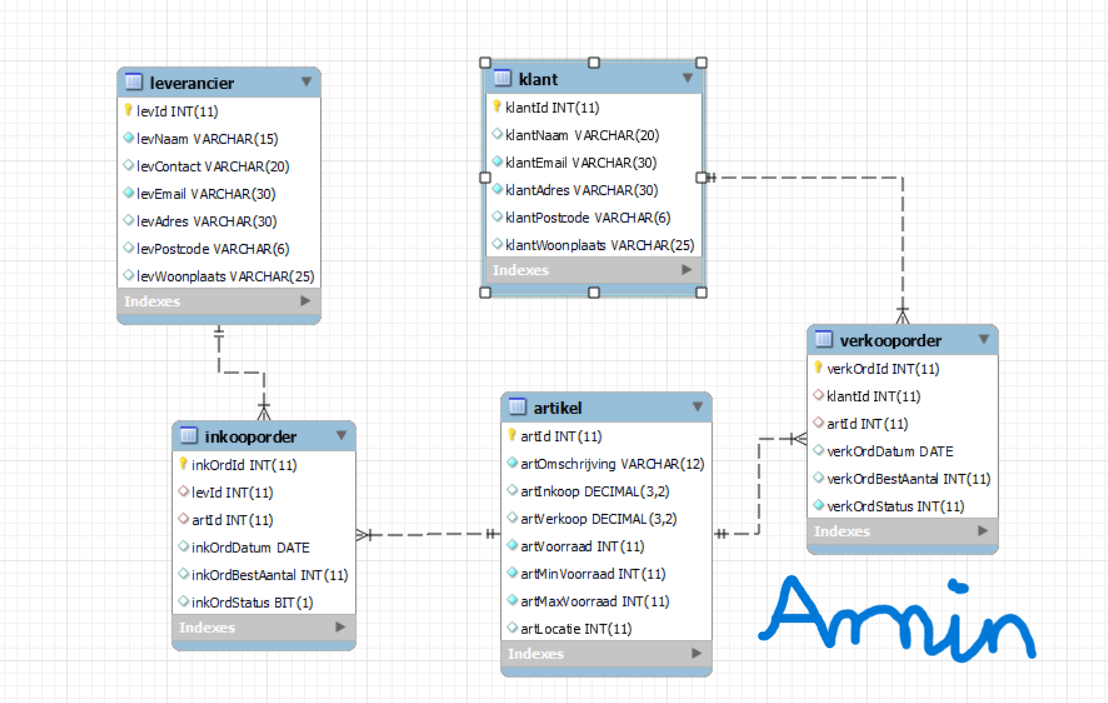 leverancier
levId INT(11)
levNaam VARCHAR(15)
levContact VARCHAR(20)
levEmail VARCHAR(30)
levAdres VARCHAR(30)
levPostcode VARCHAR(6)
levWoonplaats VARCHAR(25)
Indexes
klant
klantId INT(11)
klantNaam VARCHAR(20)
klantEmail VARCHAR(30)
klantAdres VARCHAR(30)
klantPostcode VARCHAR(6)
klantWoonplaats VARCHAR(25)
Indexes
verkooporder
verkOrdId INT(11)
klantId INT(11)
artId INT(11)
verkOrdDatum DATE
verkOrdBestAantal INT(11)
verkOrdStatus INT(11)
Indexes
inkooporder
inkOrdId INT(11)
levId INT(11)
artId INT(11)
inkOrdDatum DATE
inkOrdBestAantal INT(11)
inkOrdStatus BIT(1)
Indexes
artikel
artId INT(11)
artOmschrijving VARCHAR(12)
artInkoop DECIMAL(3,2)
artVerkoop DECIMAL(3,2)
artVoorraad INT(11)
artMinVoorraad INT(11)
artMaxVoorraad INT(11)
artLocatie INT(11)
Indexes
Amin